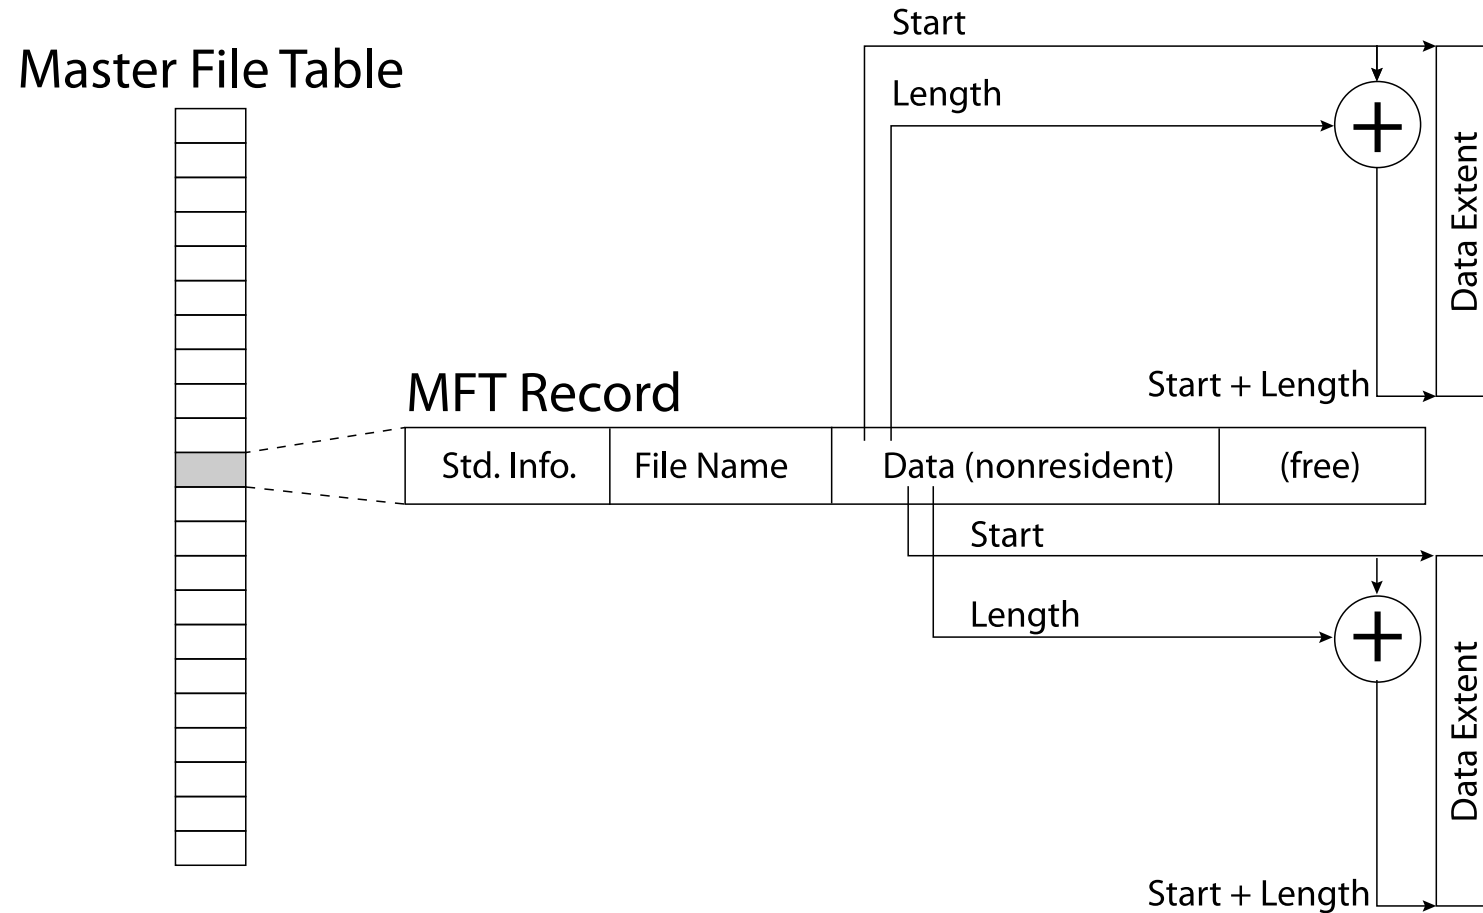 Start
Master File Table
Length
+
Data Extent
Start + Length
MFT Record
Std. Info.
File Name
Data (nonresident)
(free)
Start
Length
+
Data Extent
Start + Length